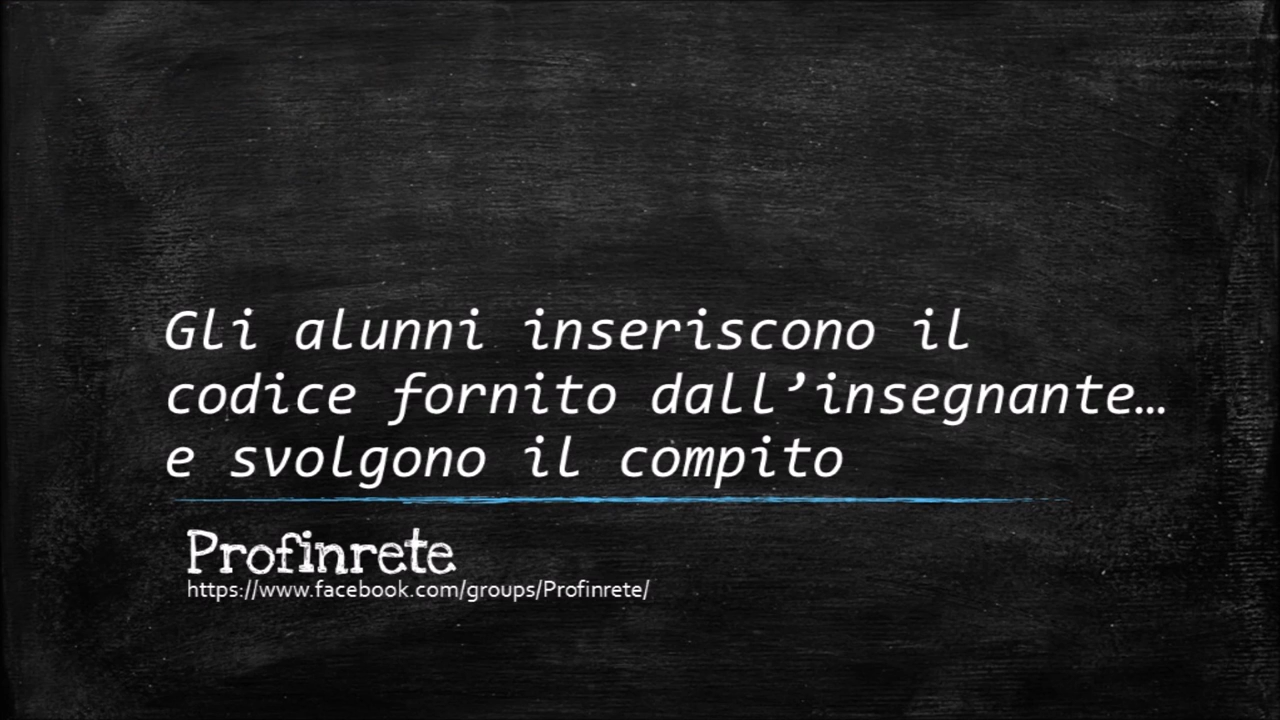 Gli alunni inseriscono il
codice fornito dall’insegnante…
e svolgono il compito
Profinrete
https://www.facebook.com/groups/Profinrete/